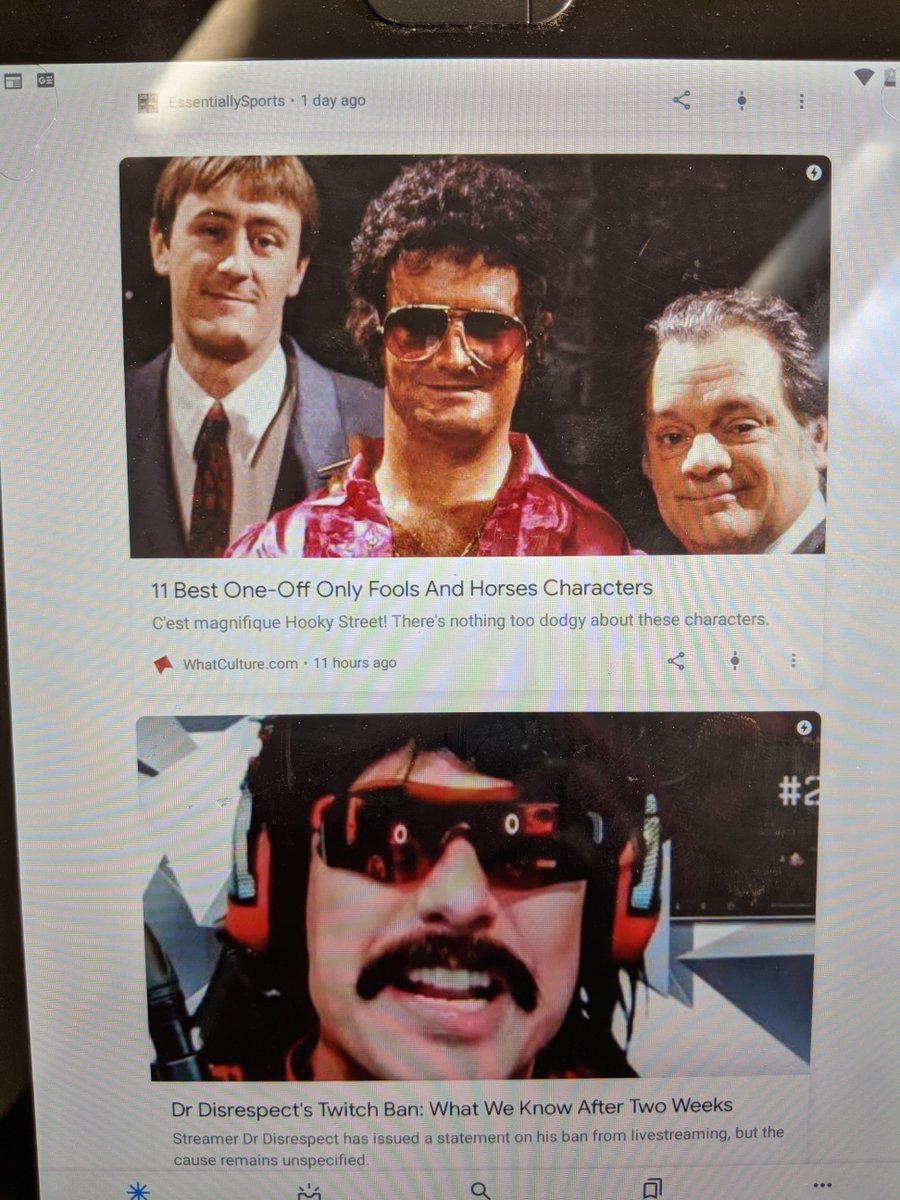 GE
EssentiallySports · 1 day ago
11 Best One-Off Only Fools And Horses Characters
C'est magnifique Hooky Street! There's nothing too dodgy about these characters.
WhatCulture.com · 11 hours ago
#2
Dr Disrespect's Twitch Ban: What We Know After Two Weeks
Streamer Dr Disrespect has issued a statement on his ban from livestreaming, but the
cause remains unspecified.